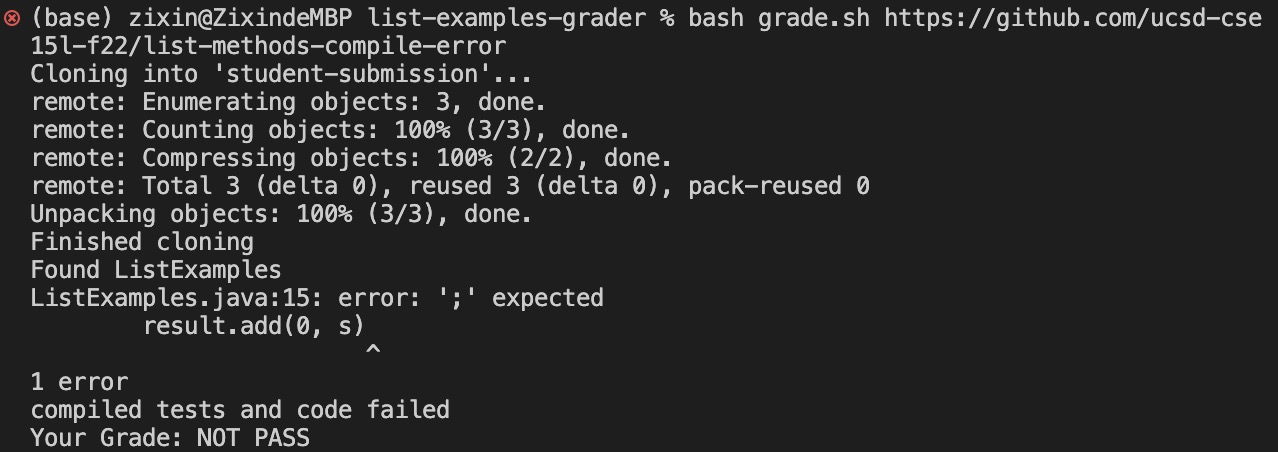 (base) zixin@ZixindeMBP list-examples-grader % bash grade.sh https://github.com/ucsd-cse
15l-f22/list-methods-compile-error
Cloning into 'student-submission'...
remote: Enumerating objects: 3, done.
remote: Counting objects: 100% (3/3), done.
remote: Compressing objects: 100% (2/2), done.
remote: Total 3 (delta 0), reused 3 (delta 0), pack-reused 0
Unpacking objects: 100% (3/3), done.
Finished cloning
Found ListExamples
ListExamples.java:15: error: ';' expected
        result.add(0, s)
                        ^
1 error
compiled tests and code failed
Your Grade: NOT PASS